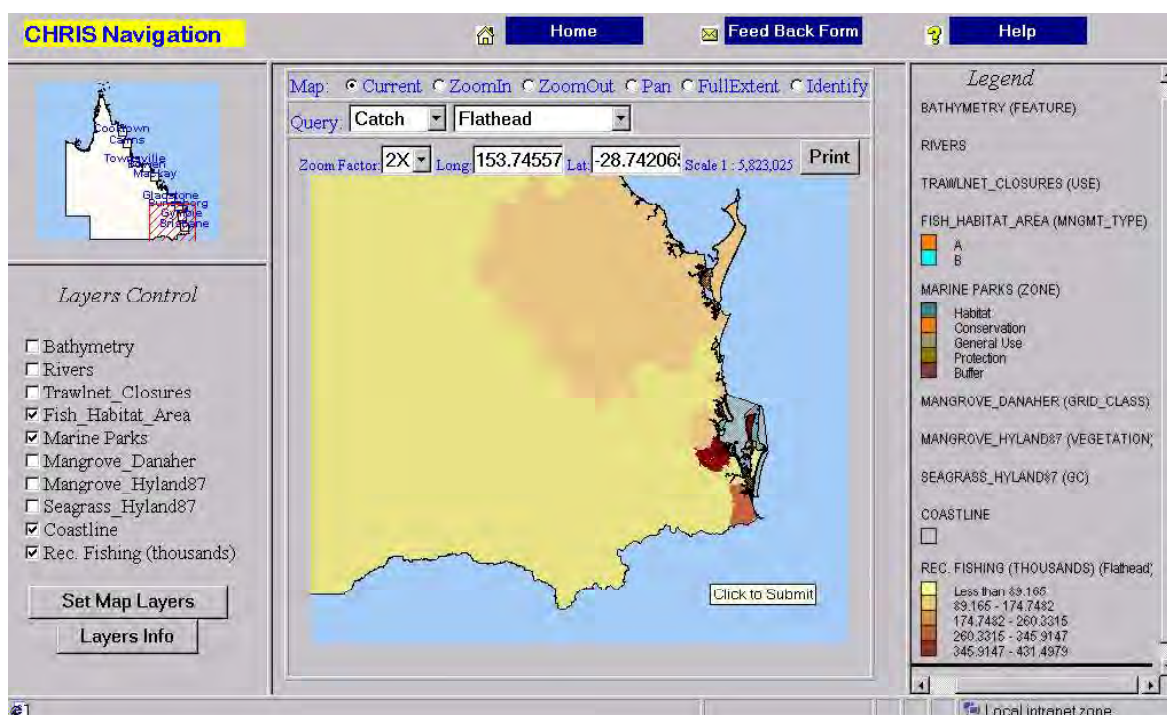 CHRIS Navigation
Home
Feed Back Form
Help
Cooktown
Cairns
Townsville
Bowen
Mackay
Gladstone
Bundaberg
Gympie
Brisbane
Layers Control
Bathymetry
Rivers
Trawlnet_Closures
Fish_Habitat_Area
Marine Parks
Mangrove_Danaher
Mangrove_Hyland87
Seagrass_Hyland87
Coastline
Rec. Fishing (thousands)
Set Map Layers
Layers Info
Map: Current ZoomIn ZoomOut Pan FullExtent Identify
Query: Catch Flathead
Zoom Factor: 2X Long: 153.74557 Lat: -28.74206 Scale 1 : 5,823,025 Print
Click to Submit
Legend
BATHYMETRY (FEATURE)
RIVERS
TRAWLNET_CLOSURES (USE)
FISH_HABITAT_AREA (MNGMT_TYPE)
A
B
MARINE PARKS (ZONE)
Habitat
Conservation
General Use
Protection
Buffer
MANGROVE_DANAHER (GRID_CLASS)
MANGROVE_HYLAND87 (VEGETATION
SEAGRASS_HYLAND87 (GC)
COASTLINE
REC. FISHING (THOUSANDS) (Flathead
Less than 89.165
89.165 - 174.7482
174.7482 - 260.3315
260.3315 - 345.9147
345.9147 - 431.4979
Local intranet zone